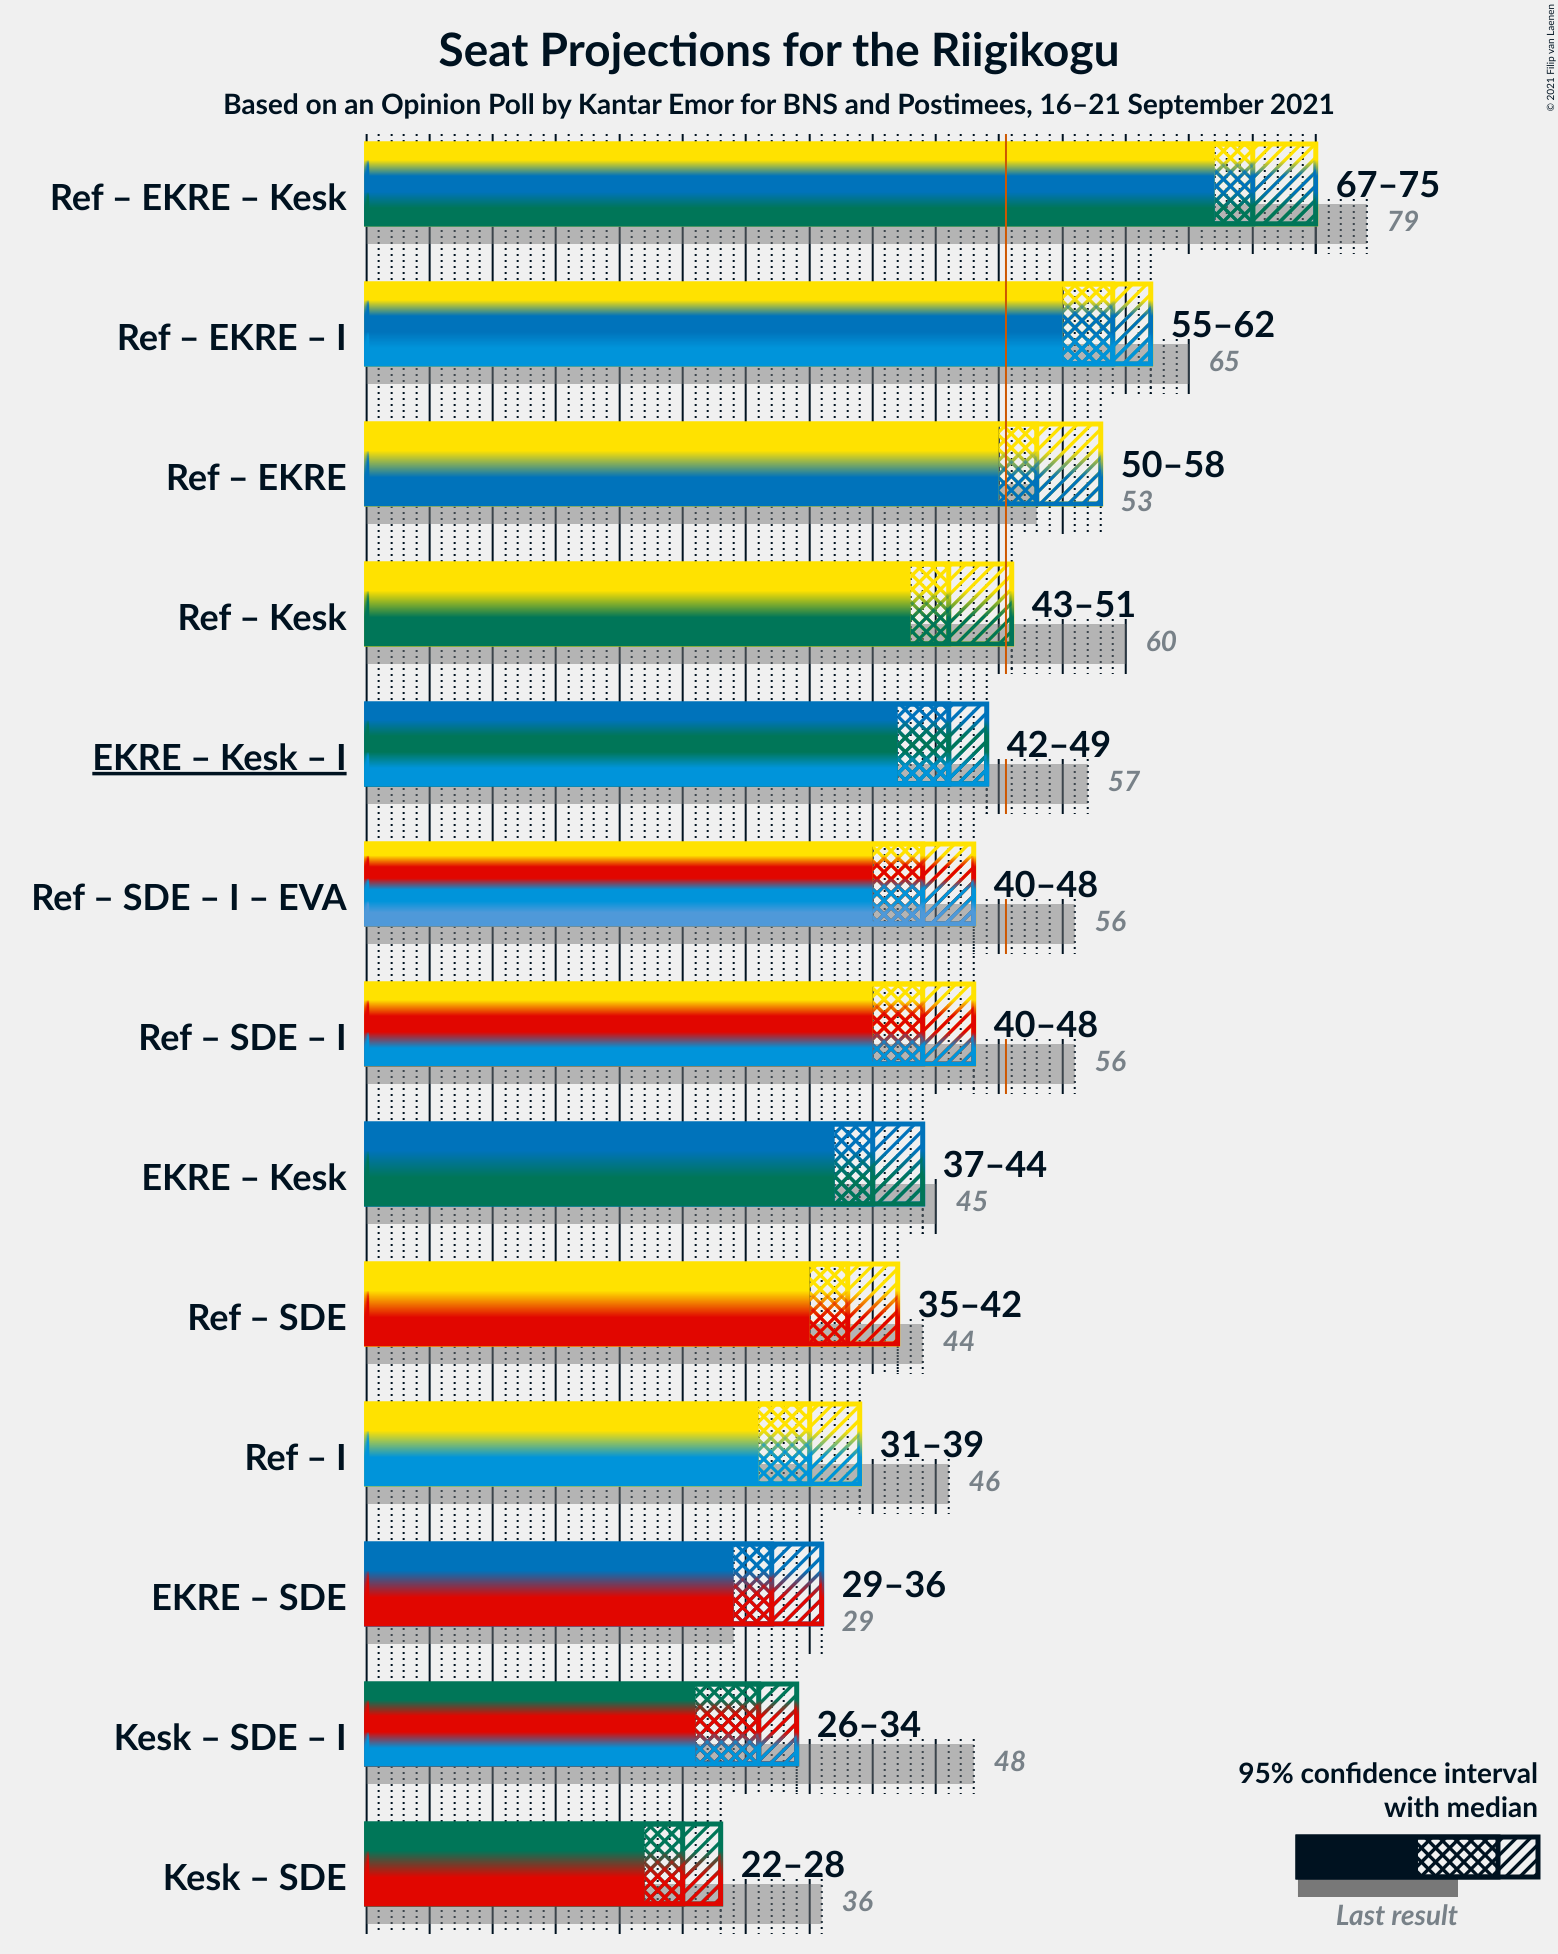 Seat Projections for the Riigikogu
Based on an Opinion Poll by Kantar Emor for BNS and Postimees, 16–21 September 2021
© 2021 Filip van Laenen
Ref – EKRE – Kesk
67–75
79
Ref – EKRE – I
55–62
65
Ref – EKRE
50–58
53
Ref – Kesk
43–51
60
EKRE – Kesk – I
42–49
57
Ref – SDE – I – EVA
40–48
56
Ref – SDE – I
40–48
56
EKRE – Kesk
37–44
45
Ref – SDE
35–42
44
Ref – I
31–39
46
EKRE – SDE
29–36
29
Kesk – SDE – I
26–34
48
Kesk – SDE
22–28
36
95% confidence interval
with median
Last result